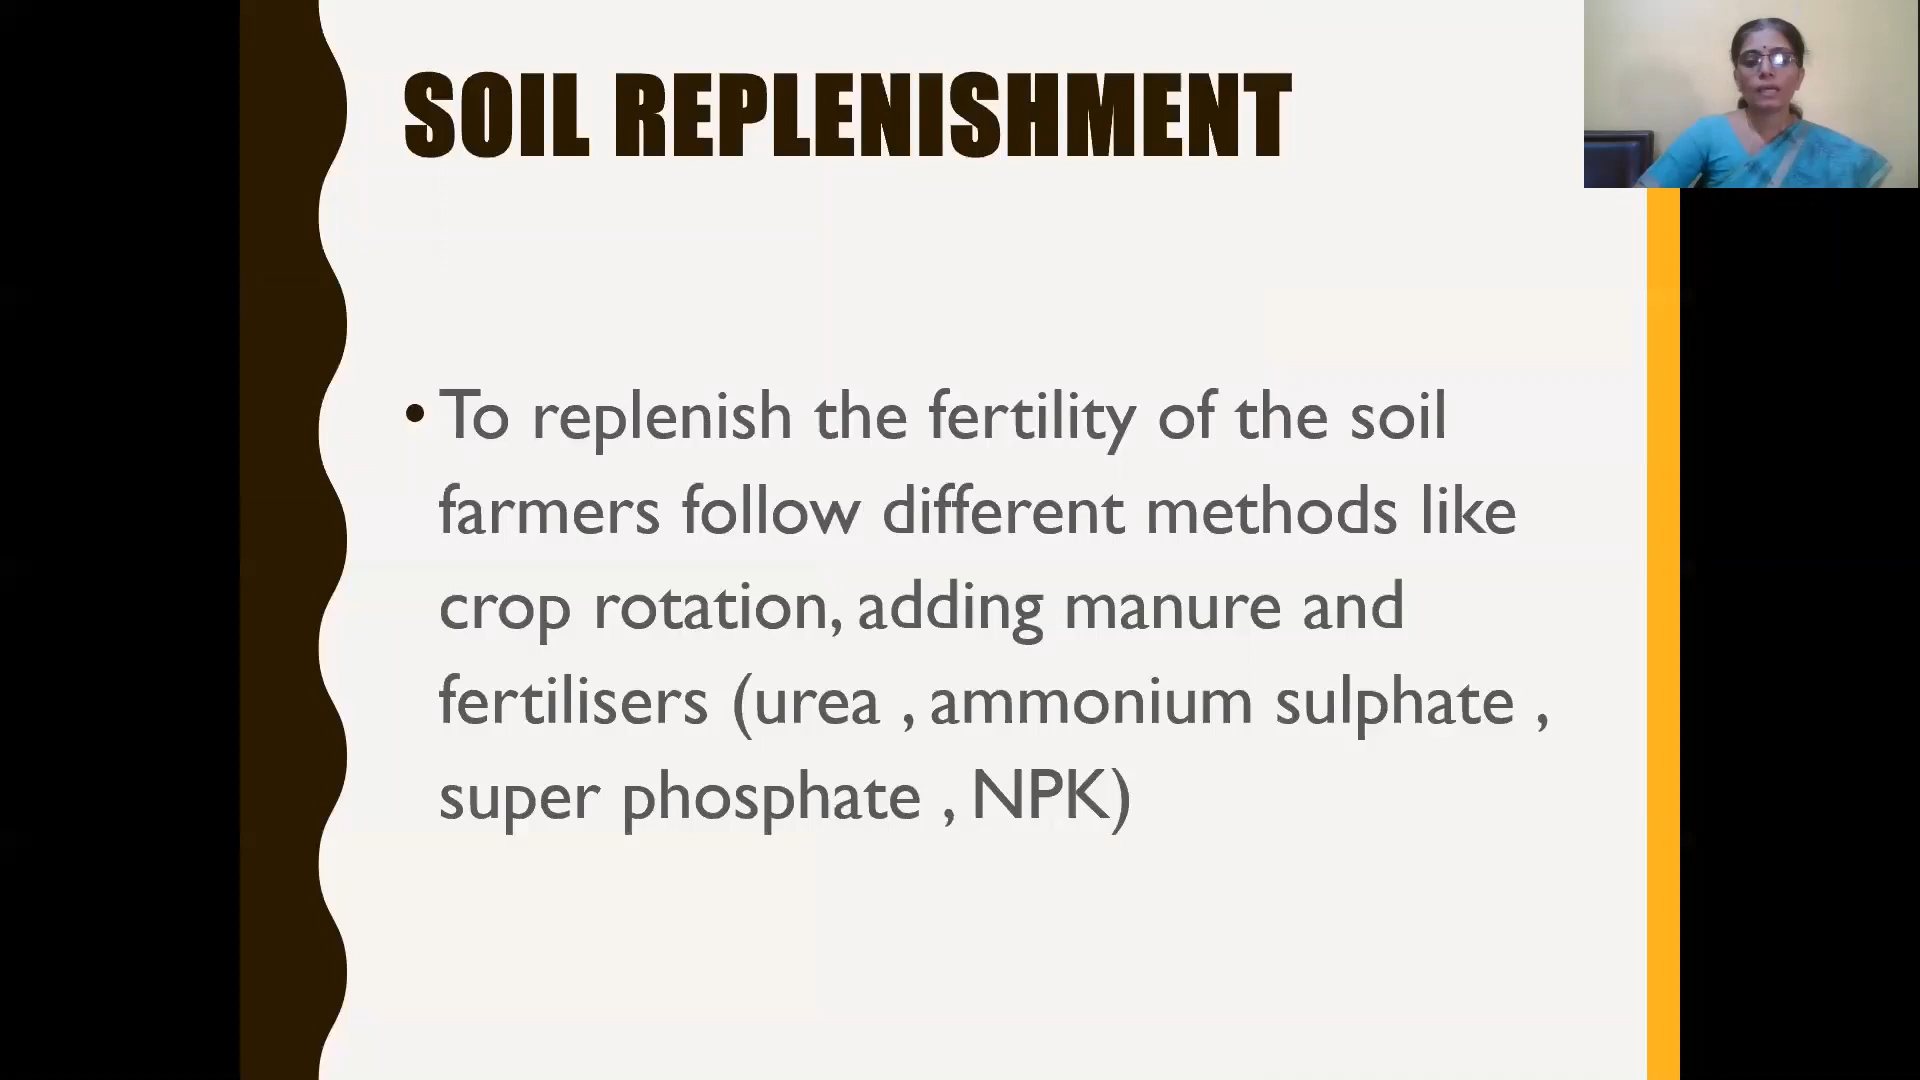 SOIL REPLENISHMENT
• To replenish the fertility of the soil
farmers follow different methods like
crop rotation, adding manure and
fertilisers (urea , ammonium sulphate ,
super phosphate , NPK)